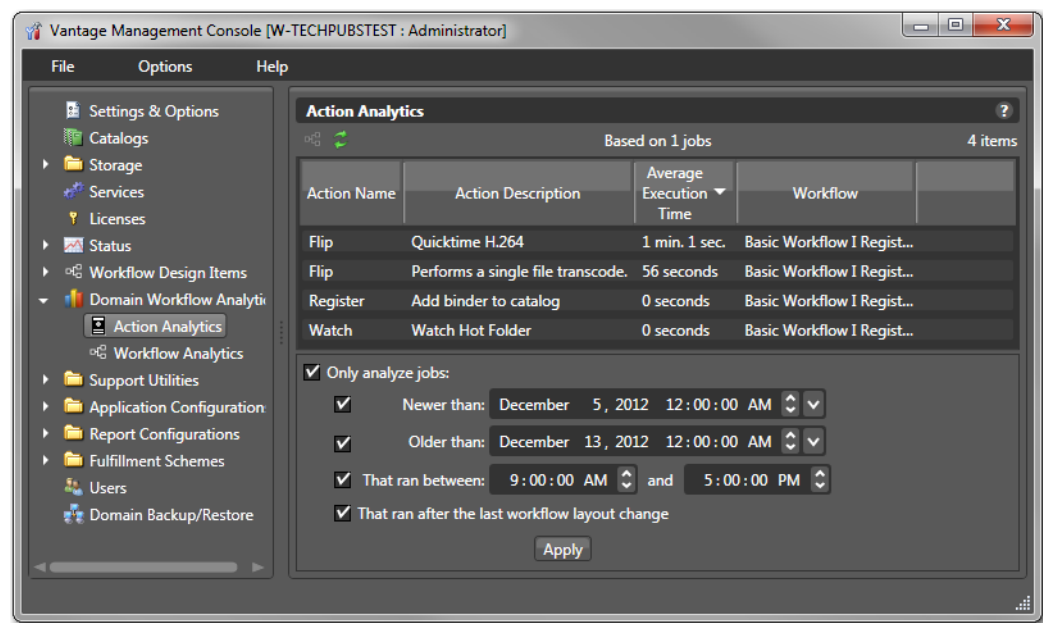 Vantage Management Console [W-TECHPUBSTEST : Administrator]
File Options Help
Settings & Options
Catalogs
Storage
Services
Licenses
Status
Workflow Design Items
Domain Workflow Analytic
Action Analytics
Workflow Analytics
Support Utilities
Application Configuration
Report Configurations
Fulfillment Schemes
Users
Domain Backup/Restore
Action Analytics ?
Based on 1 jobs 4 items
Action Name Action Description Average Execution Time Workflow
Flip Quicktime H.264 1 min. 1 sec. Basic Workflow I Regist...
Flip Performs a single file transcode. 56 seconds Basic Workflow I Regist...
Register Add binder to catalog 0 seconds Basic Workflow I Regist...
Watch Watch Hot Folder 0 seconds Basic Workflow I Regist...
Only analyze jobs:
Newer than: December 5, 2012 12:00:00 AM
Older than: December 13, 2012 12:00:00 AM
That ran between: 9:00:00 AM and 5:00:00 PM
That ran after the last workflow layout change
Apply